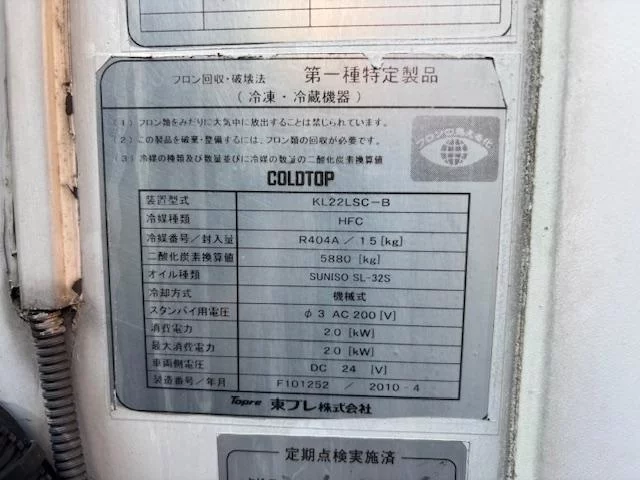 フロン回収・破壊法 第一種特定製品
(冷凍・冷蔵機器)
(1) フロン類をみだりに大気中に放出することは禁じられています。
(2) この製品を廃棄・整備するには、フロン類の回収が必要です。
(3) 冷媒の種類及び数量並びに冷媒の数量の二酸化炭素換算値
フロンの見える化
COLDTOP
装置型式 KL22LSC-B
冷媒種類 HFC
冷媒番号/封入量 R404A / 1.5 [kg]
二酸化炭素換算値 5880 [kg]
オイル種類 SUNISO SL-32S
冷却方式 機械式
スタンバイ用電圧 φ3 AC 200 [V]
消費電力 2.0 [kW]
最大消費電力 2.0 [kW]
車両側電圧 DC 24 [V]
製造番号/年月 F101252 / 2010-4
Topre 東プレ株式会社
定期点検実施済